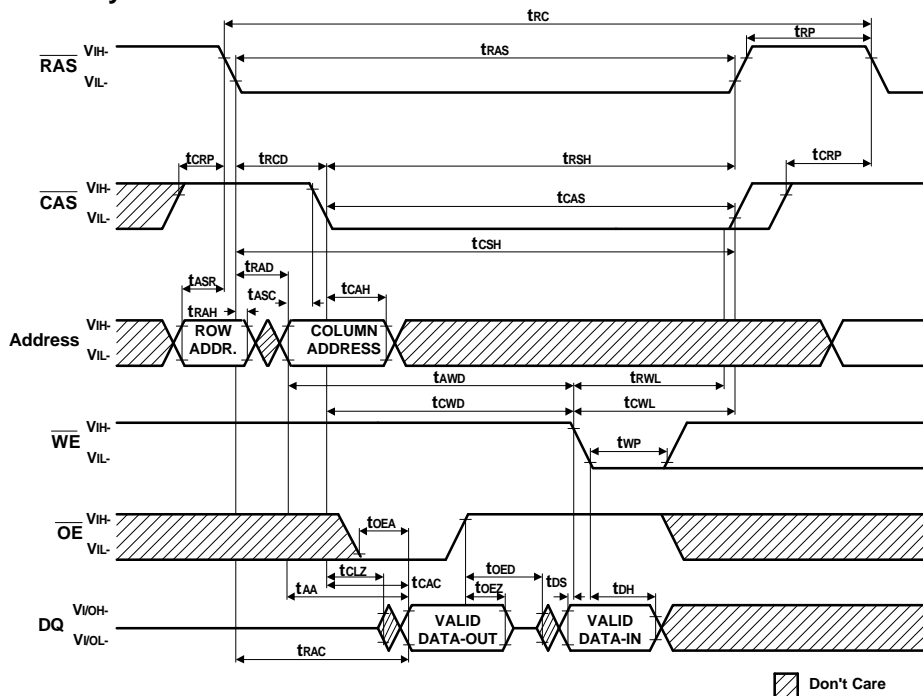 tRC
tRP
tRAS
RAS
VIH-
VIL-
tCRP
tRCD
tRSH
tCRP
CAS
VIH-
VIL-
tCAS
tCSH
tRAD
tASR
tASC
tCAH
tRAH
Address
VIH-
VIL-
ROW
ADDR.
COLUMN
ADDRESS
tAWD
tRWL
tCWD
tCWL
WE
VIH-
VIL-
tWP
OE
VIH-
VIL-
tOEA
tCLZ
tCAC
tOED
tAA
tOEZ
tDS
tDH
DQ
VI/OH-
VI/OL-
VALID
DATA-OUT
VALID
DATA-IN
tRAC
Don't Care